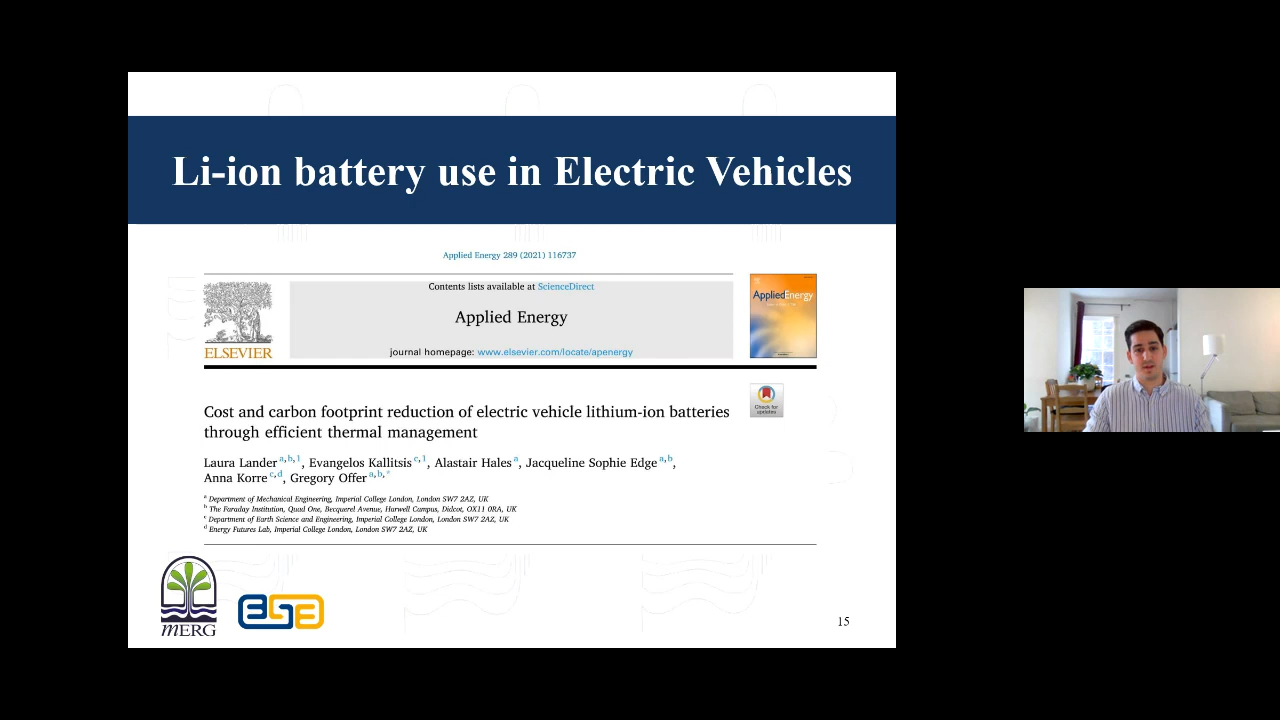 Li-ion battery use in Electric Vehicles
Applied Energy 289 (2021) 116737
Contents lists available at ScienceDirect
Applied Energy
journal homepage: www.elsevier.com/locate/apenergy
ELSEVIER
AppliedEnergy
Check for
updates
Cost and carbon footprint reduction of electric vehicle lithium-ion batteries
through efficient thermal management
Laura Lander a,b,1, Evangelos Kallitsis c,1, Alastair Hales a, Jacqueline Sophie Edge a,b,
Anna Korre c,d, Gregory Offer a,b,*
a Department of Mechanical Engineering, Imperial College London, London SW7 2AZ, UK
b The Faraday Institution, Quad One, Becquerel Avenue, Harwell Campus, Didcot, OX11 0RA, UK
c Department of Earth Science and Engineering, Imperial College London, London SW7 2AZ, UK
d Energy Futures Lab, Imperial College London, London SW7 2AZ, UK
mERG
ESE
15